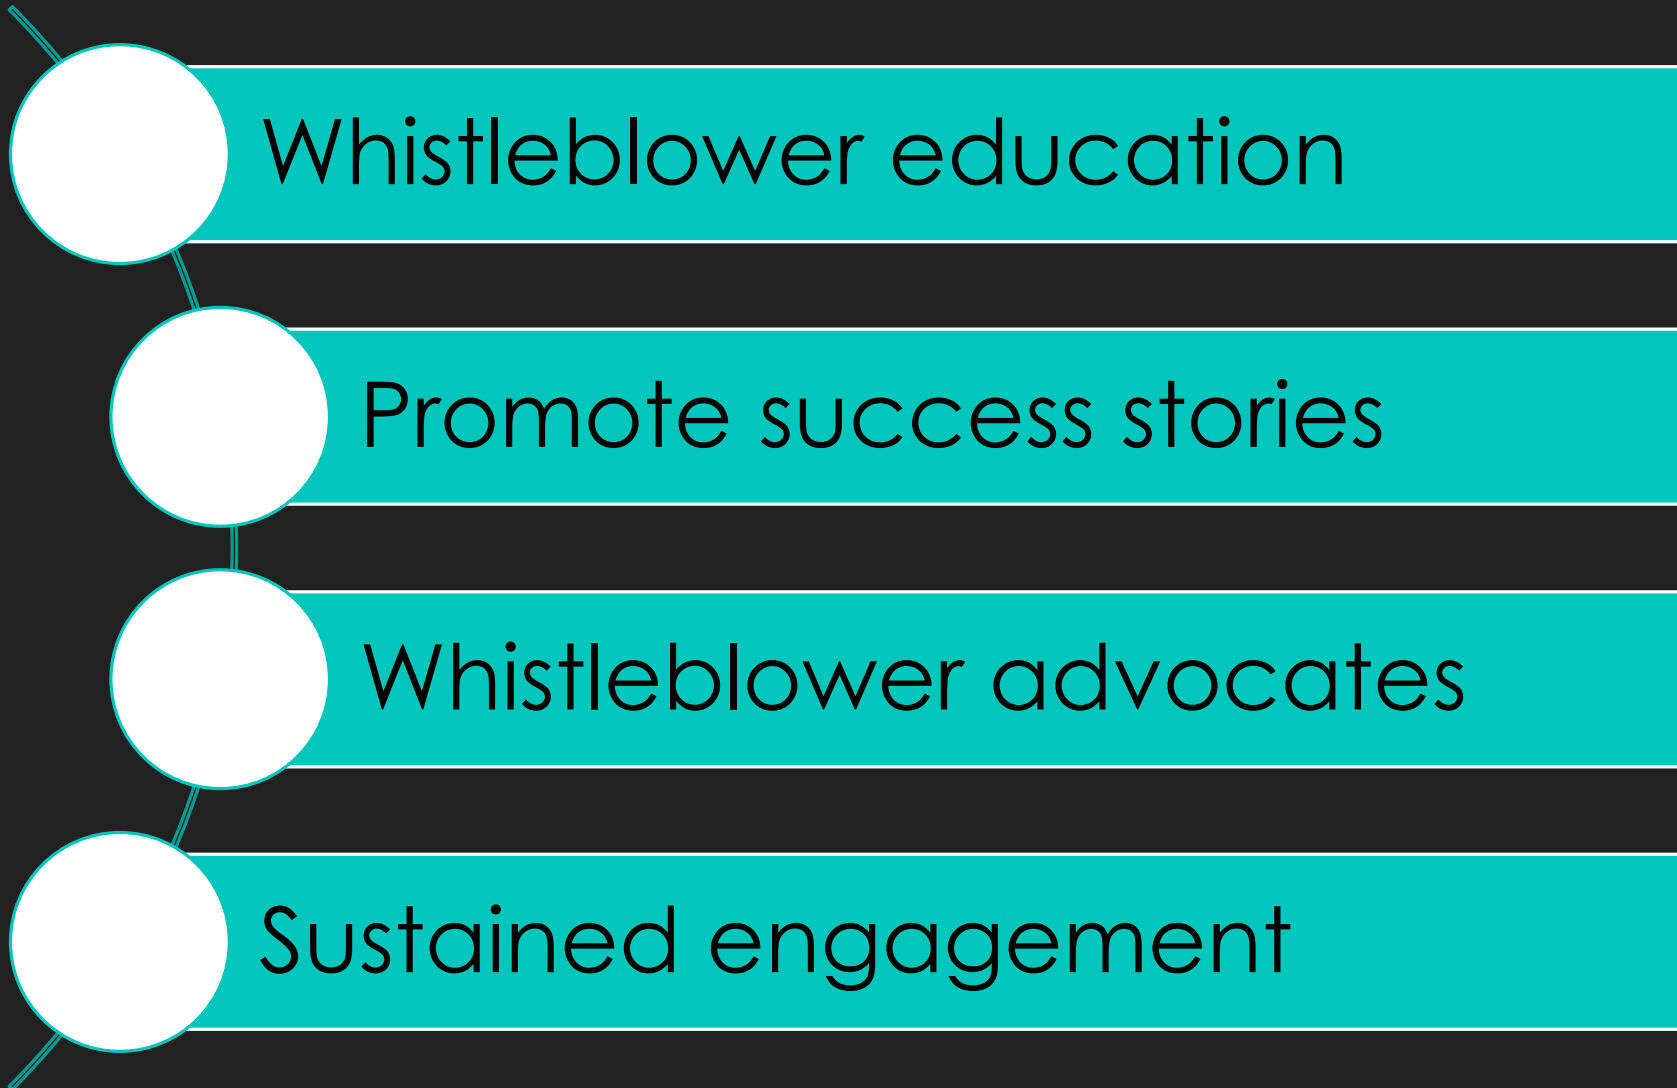 Whistleblower education
Promote success stories
Whistleblower advocates
Sustained engagement